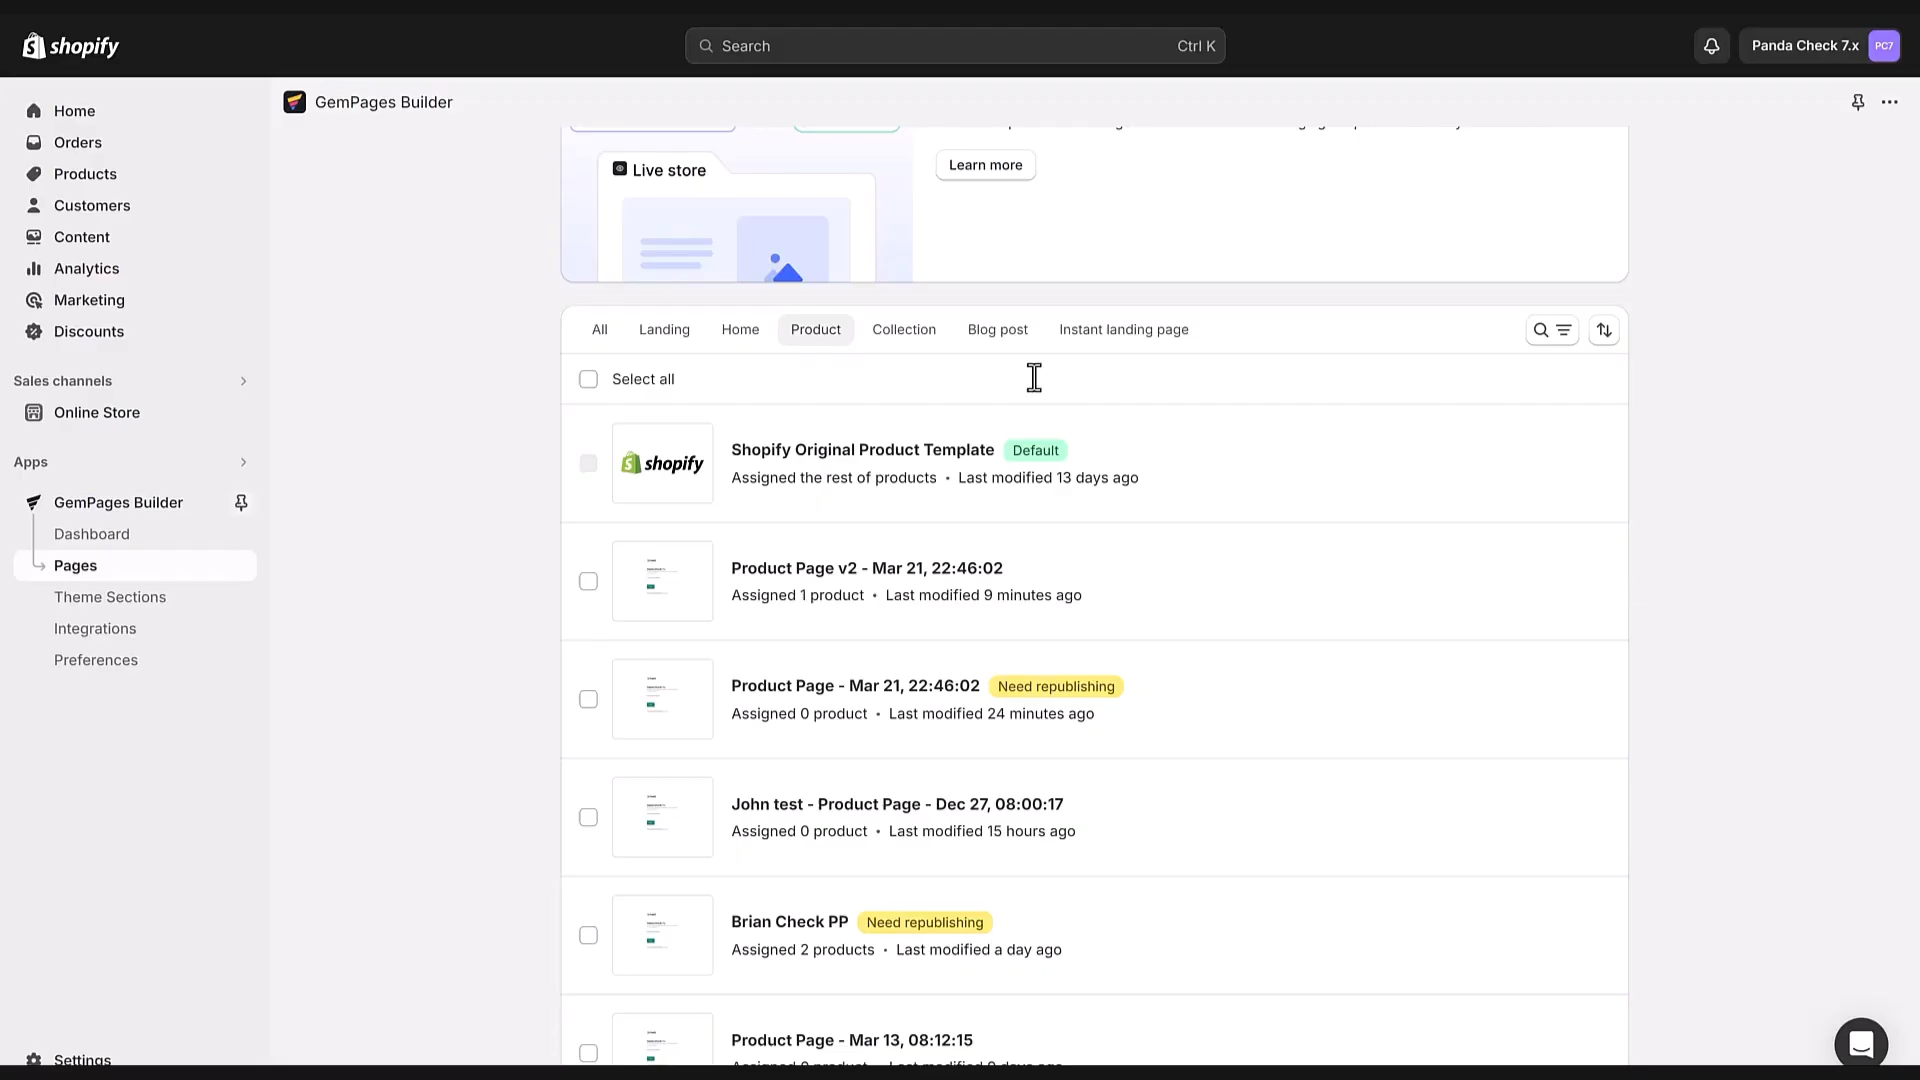 shopify
Search
Ctrl K
Panda Check 7.x
PC7
Home
Orders
Products
Customers
Content
Analytics
Marketing
Discounts
Sales channels
Online Store
Apps
GemPages Builder
Dashboard
Pages
Theme Sections
Integrations
Preferences
Settings
GemPages Builder
Live store
Learn more
All
Landing
Home
Product
Collection
Blog post
Instant landing page
Select all
shopify
Shopify Original Product Template
Default
Assigned the rest of products • Last modified 13 days ago
Product Page v2 - Mar 21, 22:46:02
Assigned 1 product • Last modified 9 minutes ago
Product Page - Mar 21, 22:46:02
Need republishing
Assigned 0 product • Last modified 24 minutes ago
John test - Product Page - Dec 27, 08:00:17
Assigned 0 product • Last modified 15 hours ago
Brian Check PP
Need republishing
Assigned 2 products • Last modified a day ago
Product Page - Mar 13, 08:12:15